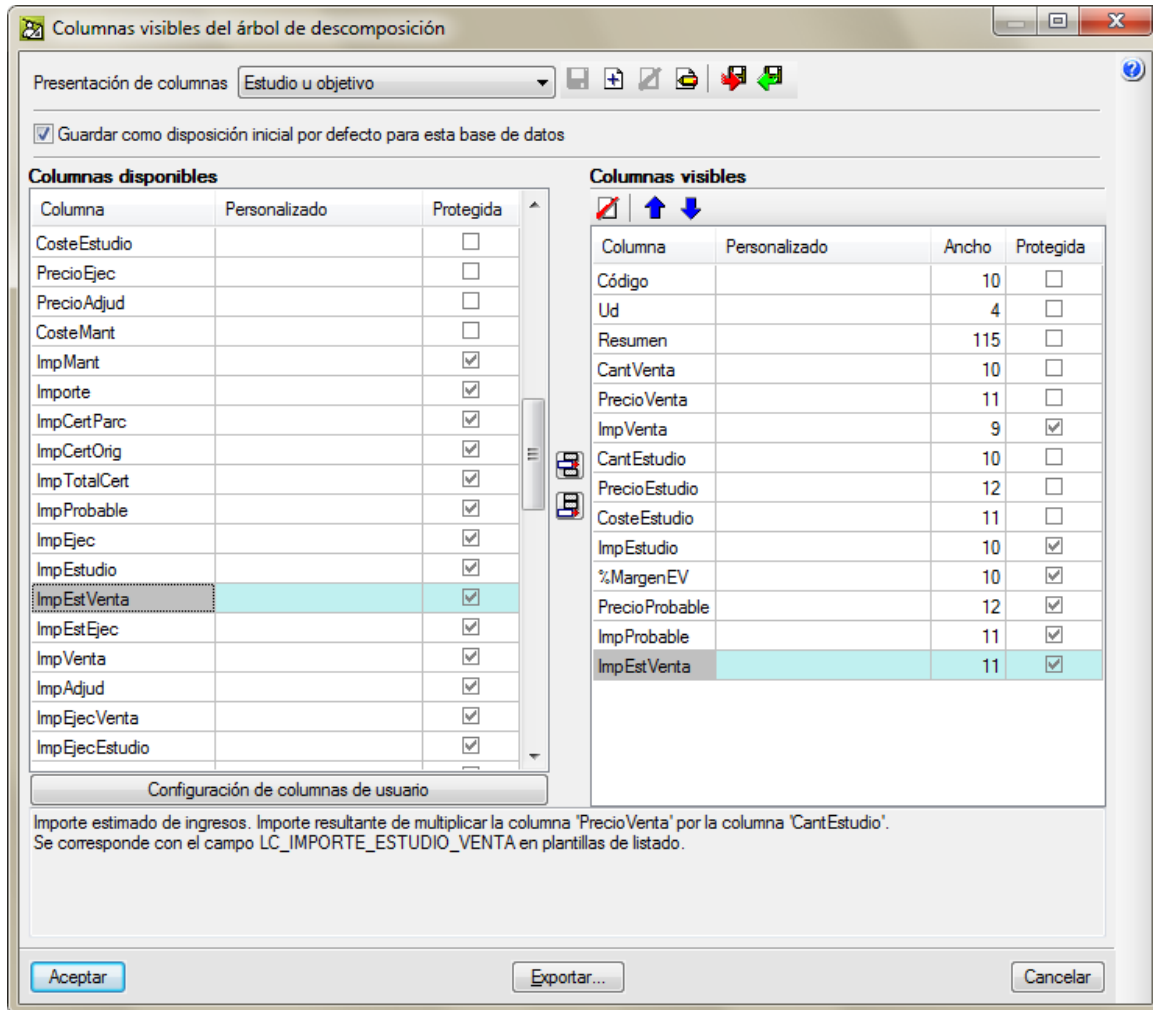 Columnas visibles del árbol de descomposición
Presentación de columnas Estudio u objetivo
Guardar como disposición inicial por defecto para esta base de datos
Columnas disponibles
Columna Personalizado Protegida
CosteEstudio
PrecioEjec
PrecioAdjud
CosteMant
ImpMant
Importe
ImpCertParc
ImpCertOrig
ImpTotalCert
ImpProbable
ImpEjec
ImpEstudio
ImpEstVenta
ImpEstEjec
ImpVenta
ImpAdjud
ImpEjecVenta
ImpEjecEstudio
Configuración de columnas de usuario
Columnas visibles
Columna Personalizado Ancho Protegida
Código 10
Ud 4
Resumen 115
CantVenta 10
PrecioVenta 11
ImpVenta 9
CantEstudio 10
PrecioEstudio 12
CosteEstudio 11
ImpEstudio 10
%MargenEV 10
PrecioProbable 12
ImpProbable 11
ImpEstVenta 11
Importe estimado de ingresos. Importe resultante de multiplicar la columna 'PrecioVenta' por la columna 'CantEstudio'.
Se corresponde con el campo LC_IMPORTE_ESTUDIO_VENTA en plantillas de listado.
Aceptar Exportar... Cancelar